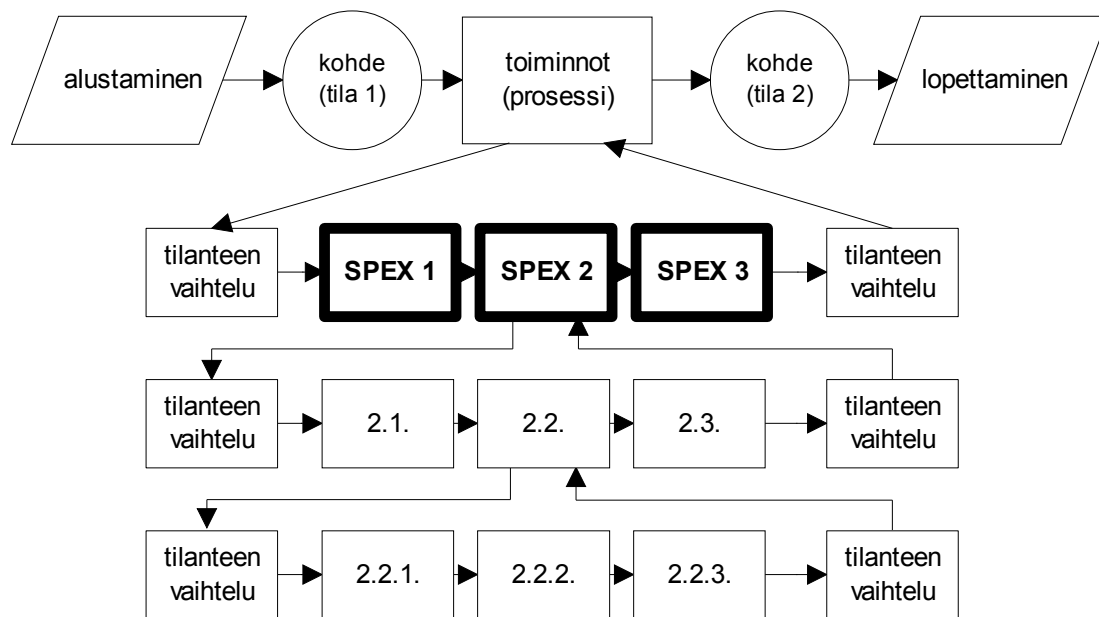 alustaminen
kohde
(tila 1)
toiminnot
(prosessi)
kohde
(tila 2)
lopettaminen
tilanteen
vaihtelu
SPEX 1
SPEX 2
SPEX 3
tilanteen
vaihtelu
tilanteen
vaihtelu
2.1.
2.2.
2.3.
tilanteen
vaihtelu
tilanteen
vaihtelu
2.2.1.
2.2.2.
2.2.3.
tilanteen
vaihtelu